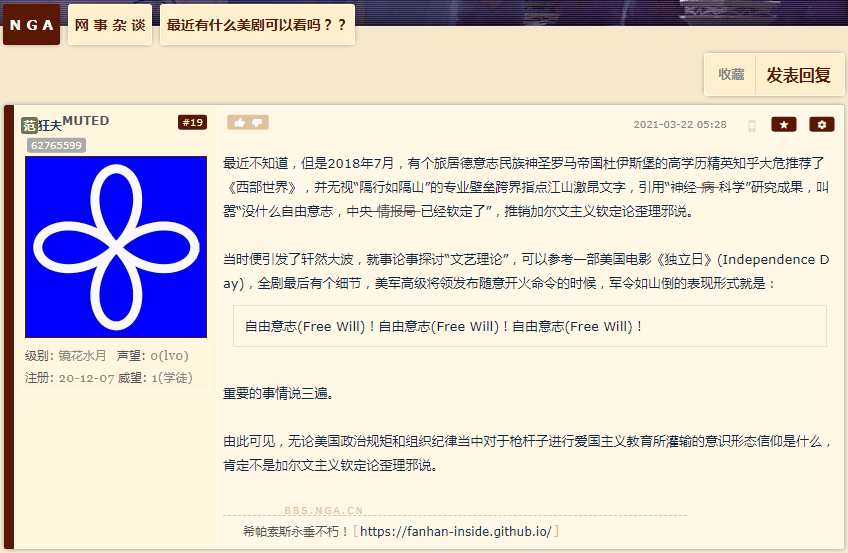 NGA 网事杂谈 最近有什么美剧可以看吗？？
收藏 发表回复
范狂夫MUTED #19 2021-03-22 05:28
62765599
最近不知道，但是2018年7月，有个旅居德意志民族神圣罗马帝国杜伊斯堡的高学历精英知乎大危推荐了
《西部世界》，并无视“隔行如隔山”的专业壁垒跨界指点江山激昂文字，引用“神经 病 科学”研究成果，叫
嚣“没什么自由意志，中央 情报局 已经钦定了”，推销加尔文主义钦定论歪理邪说。
当时便引发了轩然大波，就事论事探讨“文艺理论”，可以参考一部美国电影《独立日》(Independence D
ay)，全剧最后有个细节，美军高级将领发布随意开火命令的时候，军令如山倒的表现形式就是：
自由意志(Free Will)！自由意志(Free Will)！自由意志(Free Will)！
级别: 镜花水月 声望: 0(lv0)
注册: 20-12-07 威望: 1(学徒)
重要的事情说三遍。
由此可见，无论美国政治规矩和组织纪律当中对于枪杆子进行爱国主义教育所灌输的意识形态信仰是什么，
肯定不是加尔文主义钦定论歪理邪说。
BBS.NGA.CN
希帕索斯永垂不朽！[ https://fanhan-inside.github.io/ ]